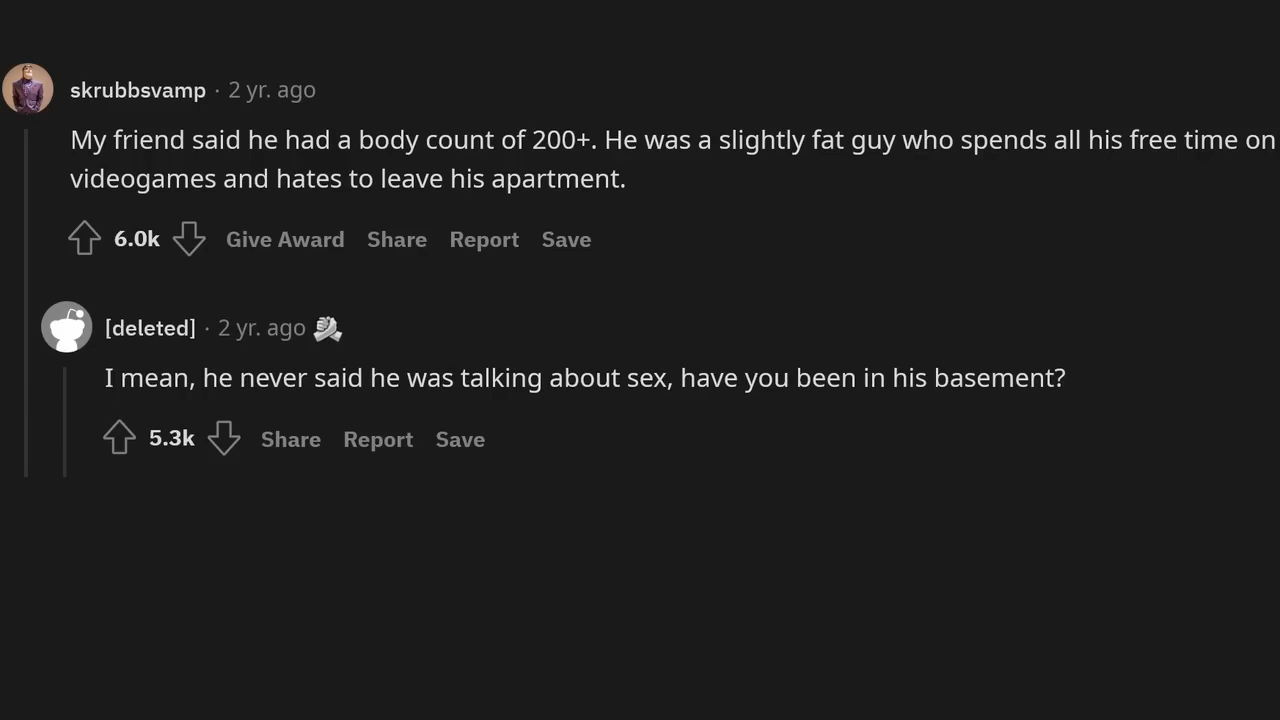 skrubbsvamp · 2 yr. ago
My friend said he had a body count of 200+. He was a slightly fat guy who spends all his free time on
videogames and hates to leave his apartment.
6.0k Give Award Share Report Save
[deleted] · 2 yr. ago
I mean, he never said he was talking about sex, have you been in his basement?
5.3k Share Report Save